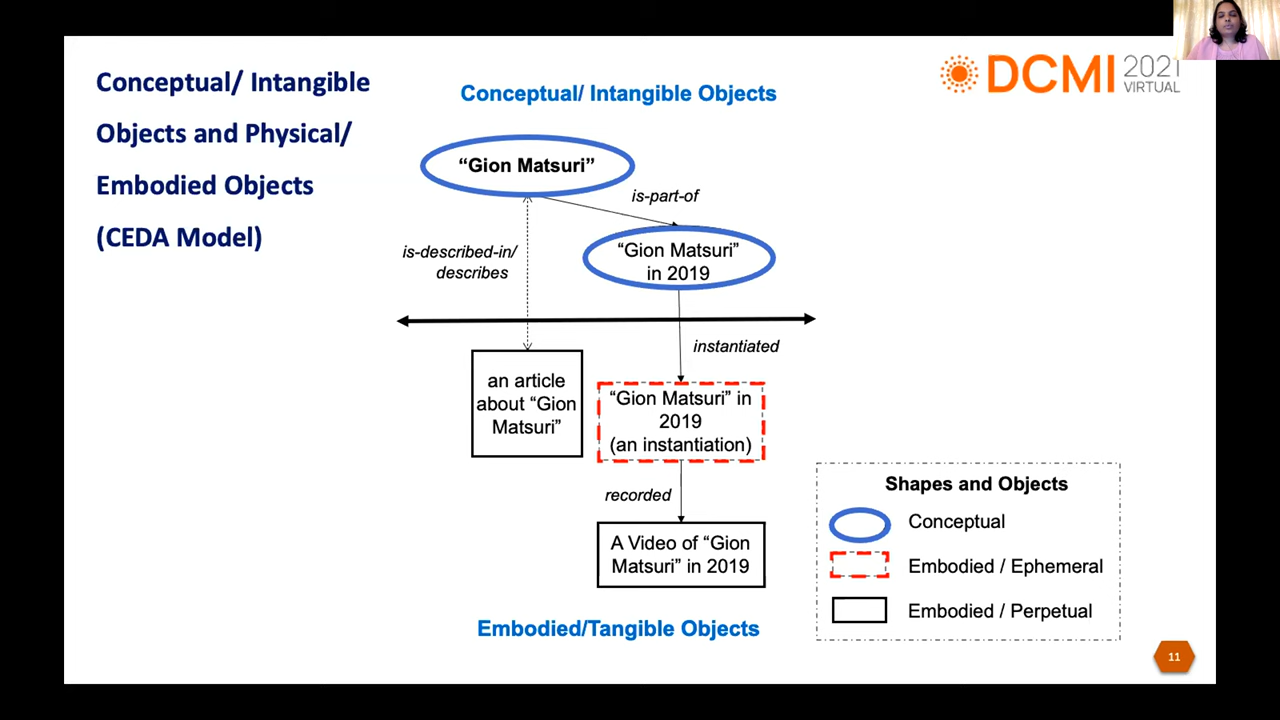 Conceptual/ Intangible
Objects and Physical/
Embodied Objects
(CEDA Model)
Conceptual/ Intangible Objects
DCMI 2021
VIRTUAL
“Gion Matsuri”
is-part-of
“Gion Matsuri”
in 2019
is-described-in/
describes
instantiated
an article
about “Gion
Matsuri”
“Gion Matsuri” in
2019
(an instantiation)
recorded
A Video of “Gion
Matsuri” in 2019
Embodied/Tangible Objects
Shapes and Objects
Conceptual
Embodied / Ephemeral
Embodied / Perpetual
11